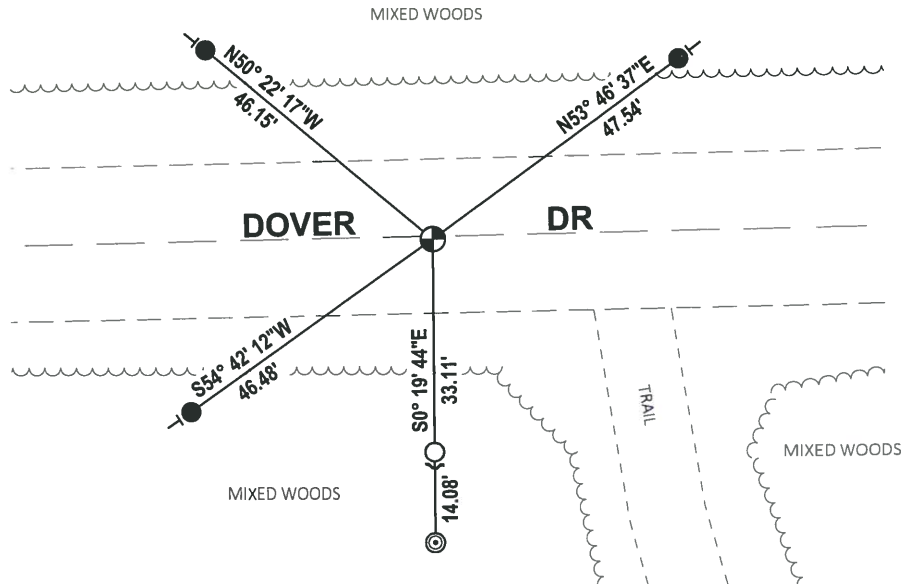 MIXED WOODS
N50° 22' 17"W
46.15'
N53° 46' 37"E
47.54'
DOVER DR
S54° 42' 12"W
46.48'
S0° 19' 44"E
33.11'
TRAIL
MIXED WOODS
MIXED WOODS
14.08'